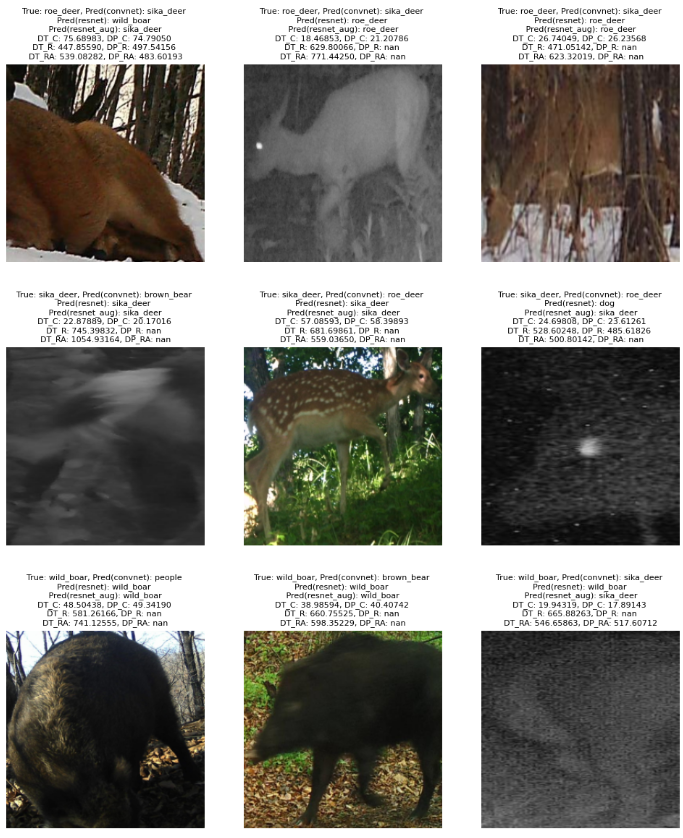 True: roe_deer, Pred(convnet): sika_deer
Pred(resnet): wild_boar
Pred(resnet_aug): sika_deer
DT_C: 75.68983, DP_C: 74.79050
DT_R: 447.85590, DP_R: 497.54156
DT_RA: 539.08282, DP_RA: 483.60193
True: roe_deer, Pred(convnet): sika_deer
Pred(resnet): roe_deer
Pred(resnet_aug): roe_deer
DT_C: 18.46853, DP_C: 21.20786
DT_R: 629.80066, DP_R: nan
DT_RA: 771.44250, DP_RA: nan
True: roe_deer, Pred(convnet): sika_deer
Pred(resnet): roe_deer
Pred(resnet_aug): roe_deer
DT_C: 26.74049, DP_C: 26.23568
DT_R: 471.05142, DP_R: nan
DT_RA: 623.32019, DP_RA: nan
True: sika_deer, Pred(convnet): brown_bear
Pred(resnet): sika_deer
Pred(resnet_aug): sika_deer
DT_C: 22.87889, DP_C: 20.17016
DT_R: 745.39832, DP_R: nan
DT_RA: 1054.93164, DP_RA: nan
True: sika_deer, Pred(convnet): roe_deer
Pred(resnet): sika_deer
Pred(resnet_aug): sika_deer
DT_C: 57.08593, DP_C: 56.39893
DT_R: 681.69861, DP_R: nan
DT_RA: 559.03650, DP_RA: nan
True: sika_deer, Pred(convnet): roe_deer
Pred(resnet): dog
Pred(resnet_aug): sika_deer
DT_C: 24.69808, DP_C: 23.61261
DT_R: 528.60248, DP_R: 485.61826
DT_RA: 500.80142, DP_RA: nan
True: wild_boar, Pred(convnet): people
Pred(resnet): wild_boar
Pred(resnet_aug): wild_boar
DT_C: 48.50438, DP_C: 49.34190
DT_R: 581.26166, DP_R: nan
DT_RA: 741.12555, DP_RA: nan
True: wild_boar, Pred(convnet): brown_bear
Pred(resnet): wild_boar
Pred(resnet_aug): wild_boar
DT_C: 38.98594, DP_C: 40.40742
DT_R: 660.75525, DP_R: nan
DT_RA: 598.35229, DP_RA: nan
True: wild_boar, Pred(convnet): sika_deer
Pred(resnet): wild_boar
Pred(resnet_aug): sika_deer
DT_C: 19.94319, DP_C: 17.89143
DT_R: 665.88263, DP_R: nan
DT_RA: 546.65863, DP_RA: 517.60712